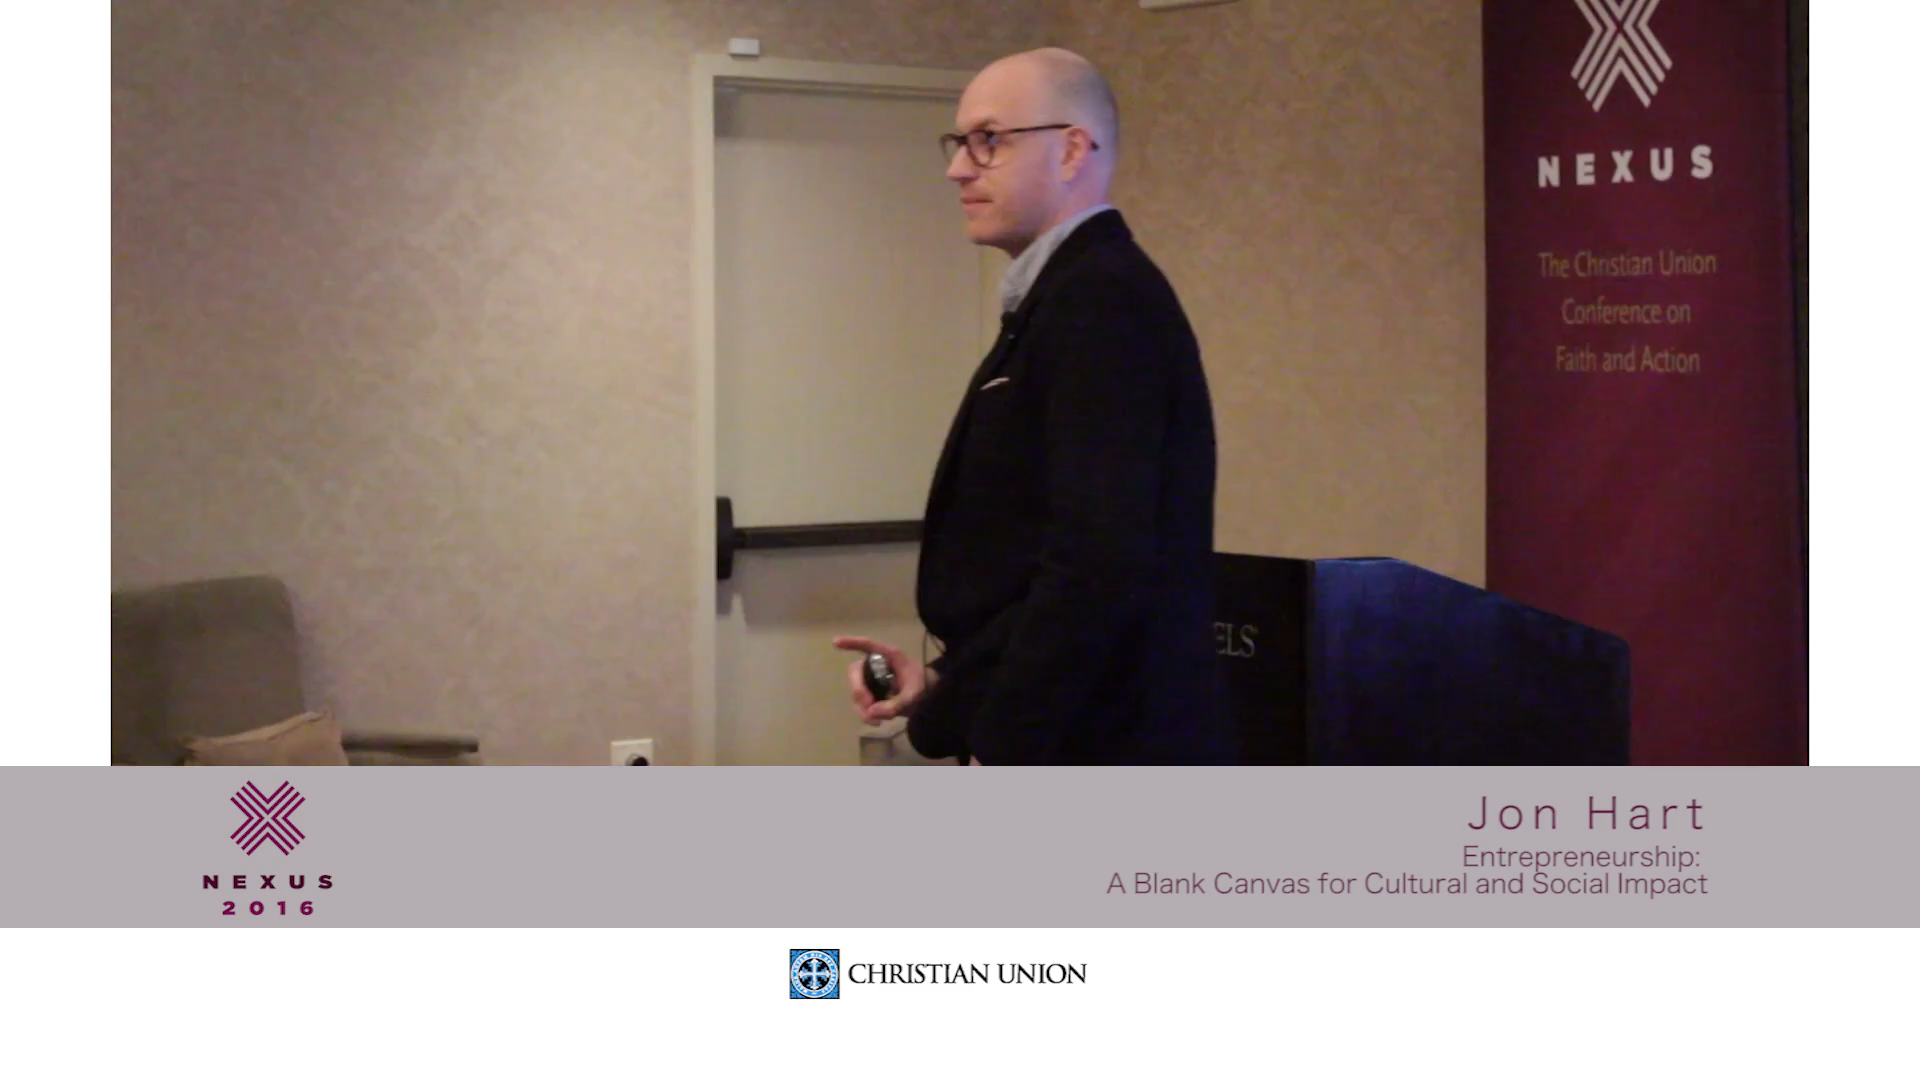 NEXUS
The Christian Union
Conference on
Faith and Action
ELS
NEXUS
2016
Jon Hart
Entrepreneurship:
A Blank Canvas for Cultural and Social Impact
CHRISTIAN UNION